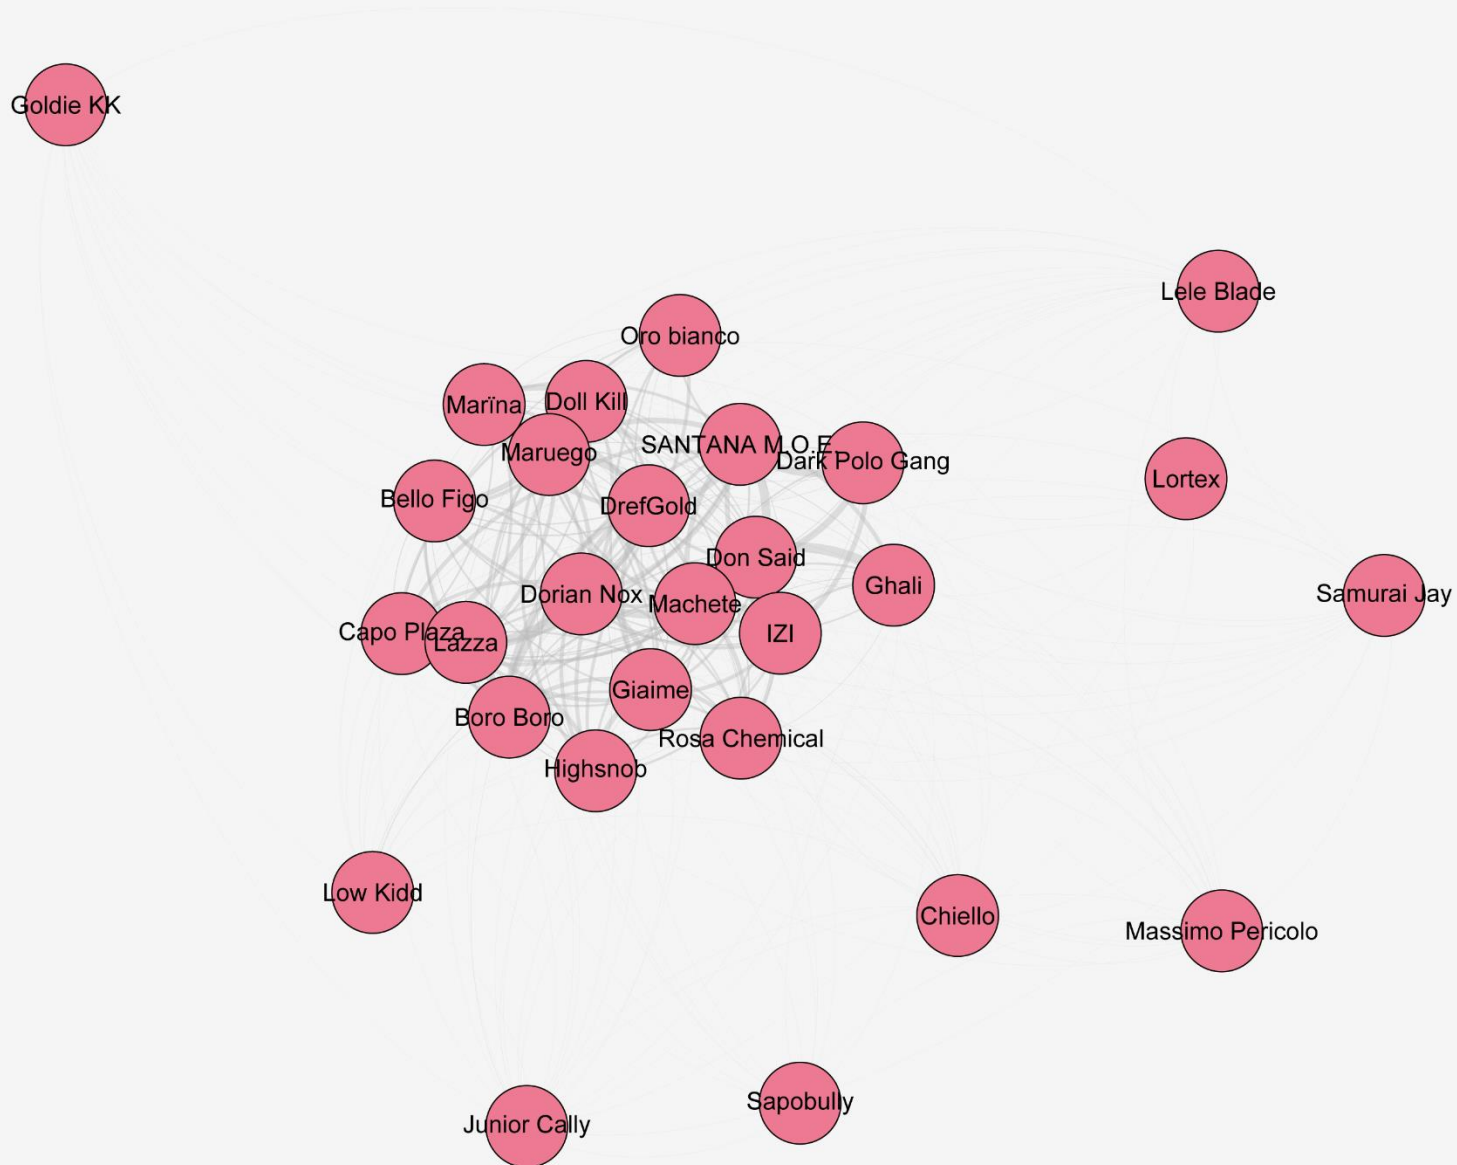 Goldie KK
Lele Blade
Oro bianco
Marïna
Doll Kill
Maruego
SANTANA M.O.E.
Dark Polo Gang
Lortex
Bello Figo
DrefGold
Don Said
Ghali
Samurai Jay
Dorian Nox
Machete
Capo Plaza
Lazza
IZI
Giaime
Boro Boro
Rosa Chemical
Highsnob
Low Kidd
Chiello
Massimo Pericolo
Sapobully
Junior Cally